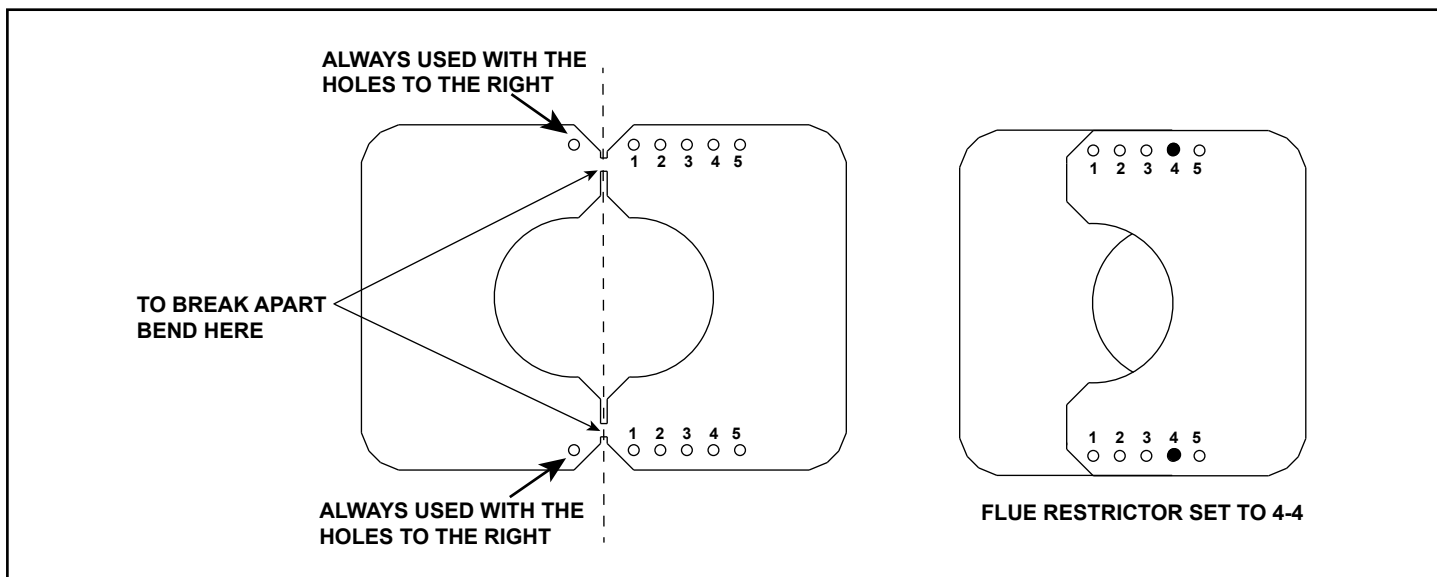 ALWAYS USED WITH THE
HOLES TO THE RIGHT
1 2 3 4 5
TO BREAK APART
BEND HERE
1 2 3 4 5
ALWAYS USED WITH THE
HOLES TO THE RIGHT
1 2 3 4 5
1 2 3 4 5
FLUE RESTRICTOR SET TO 4-4